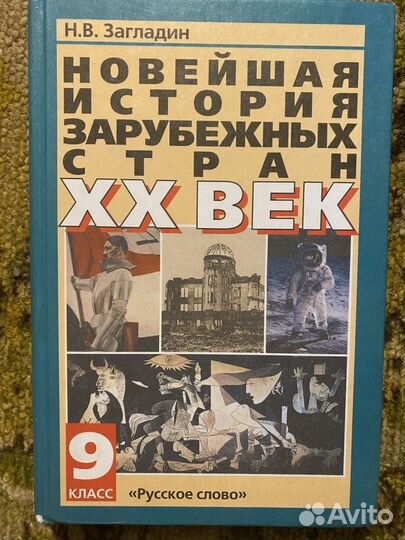 Н.В. Загладин
НОВЕЙШАЯ
ИСТОРИЯ
ЗАРУБЕЖНЫХ
СТРАН
XX ВЕК
9
КЛАСС
«Русское слово»
Avito